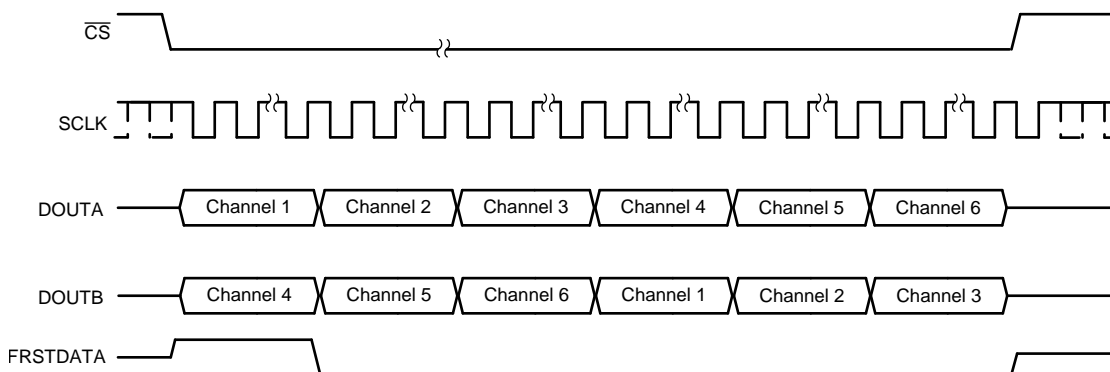 CS
SCLK
DOUTA
Channel 1 Channel 2 Channel 3 Channel 4 Channel 5 Channel 6
DOUTB
Channel 4 Channel 5 Channel 6 Channel 1 Channel 2 Channel 3
FRSTDATA